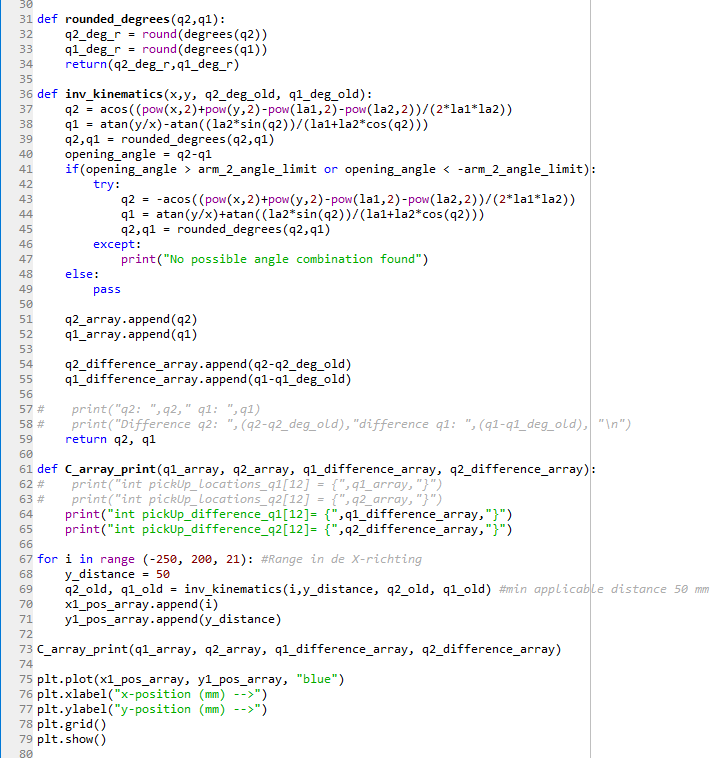 30
31 def rounded_degrees(q2,q1):
32     q2_deg_r = round(degrees(q2))
33     q1_deg_r = round(degrees(q1))
34     return(q2_deg_r,q1_deg_r)
35
36 def inv_kinematics(x,y, q2_deg_old, q1_deg_old):
37     q2 = acos((pow(x,2)+pow(y,2)-pow(la1,2)-pow(la2,2))/(2*la1*la2))
38     q1 = atan(y/x)-atan((la2*sin(q2))/(la1+la2*cos(q2)))
39     q2,q1 = rounded_degrees(q2,q1)
40     opening_angle = q2-q1
41     if(opening_angle > arm_2_angle_limit or opening_angle < -arm_2_angle_limit):
42         try:
43             q2 = -acos((pow(x,2)+pow(y,2)-pow(la1,2)-pow(la2,2))/(2*la1*la2))
44             q1 = atan(y/x)+atan((la2*sin(q2))/(la1+la2*cos(q2)))
45             q2,q1 = rounded_degrees(q2,q1)
46         except:
47             print("No possible angle combination found")
48     else:
49         pass
50
51     q2_array.append(q2)
52     q1_array.append(q1)
53
54     q2_difference_array.append(q2-q2_deg_old)
55     q1_difference_array.append(q1-q1_deg_old)
56
57 #    print("q2: ",q2," q1: ",q1)
58 #    print("Difference q2: ",(q2-q2_deg_old),"difference q1: ",(q1-q1_deg_old), "\n")
59     return q2, q1
60
61 def C_array_print(q1_array, q2_array, q1_difference_array, q2_difference_array):
62 #    print("int pickUp_locations_q1[12] = {",q1_array,"}")
63 #    print("int pickUp_locations_q2[12] = {",q2_array,"}")
64     print("int pickUp_difference_q1[12]= {",q1_difference_array,"}")
65     print("int pickUp_difference_q2[12]= {",q2_difference_array,"}")
66
67 for i in range (-250, 200, 21): #Range in de X-richting
68     y_distance = 50
69     q2_old, q1_old = inv_kinematics(i,y_distance, q2_old, q1_old) #min applicable distance 50 mm
70     x1_pos_array.append(i)
71     y1_pos_array.append(y_distance)
72
73 C_array_print(q1_array, q2_array, q1_difference_array, q2_difference_array)
74
75 plt.plot(x1_pos_array, y1_pos_array, "blue")
76 plt.xlabel("x-position (mm) -->")
77 plt.ylabel("y-position (mm) -->")
78 plt.grid()
79 plt.show()
80